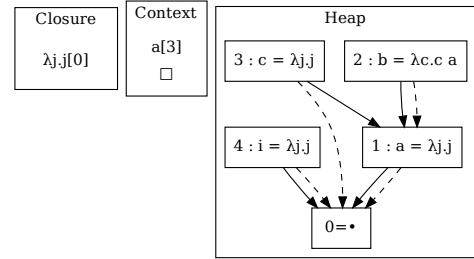 Closure
λj.j[0]
Context
a[3]
□
Heap
3 : c = λj.j
2 : b = λc.c a
4 : i = λj.j
1 : a = λj.j
0=•